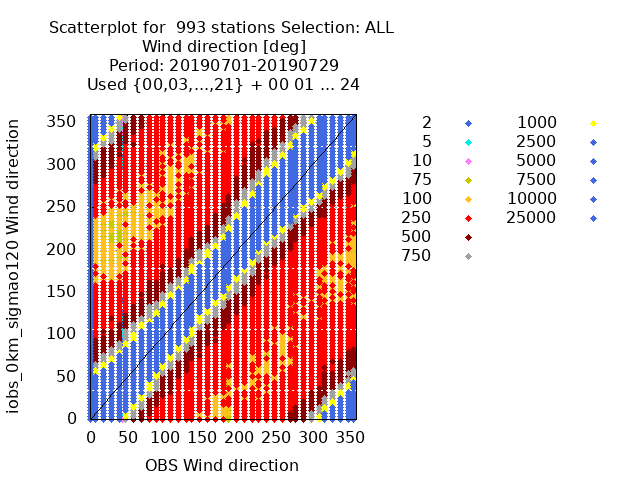 Scatterplot for  993 stations Selection: ALL
Wind direction [deg]
Period: 20190701-20190729
Used {00,03,...,21} + 00 01 ... 24
iobs_0km_sigmao120 Wind direction
350
300
250
200
150
100
50
0
0 50 100 150 200 250 300 350
OBS Wind direction
2 1000
5 2500
10 5000
75 7500
100 10000
250 25000
500
750